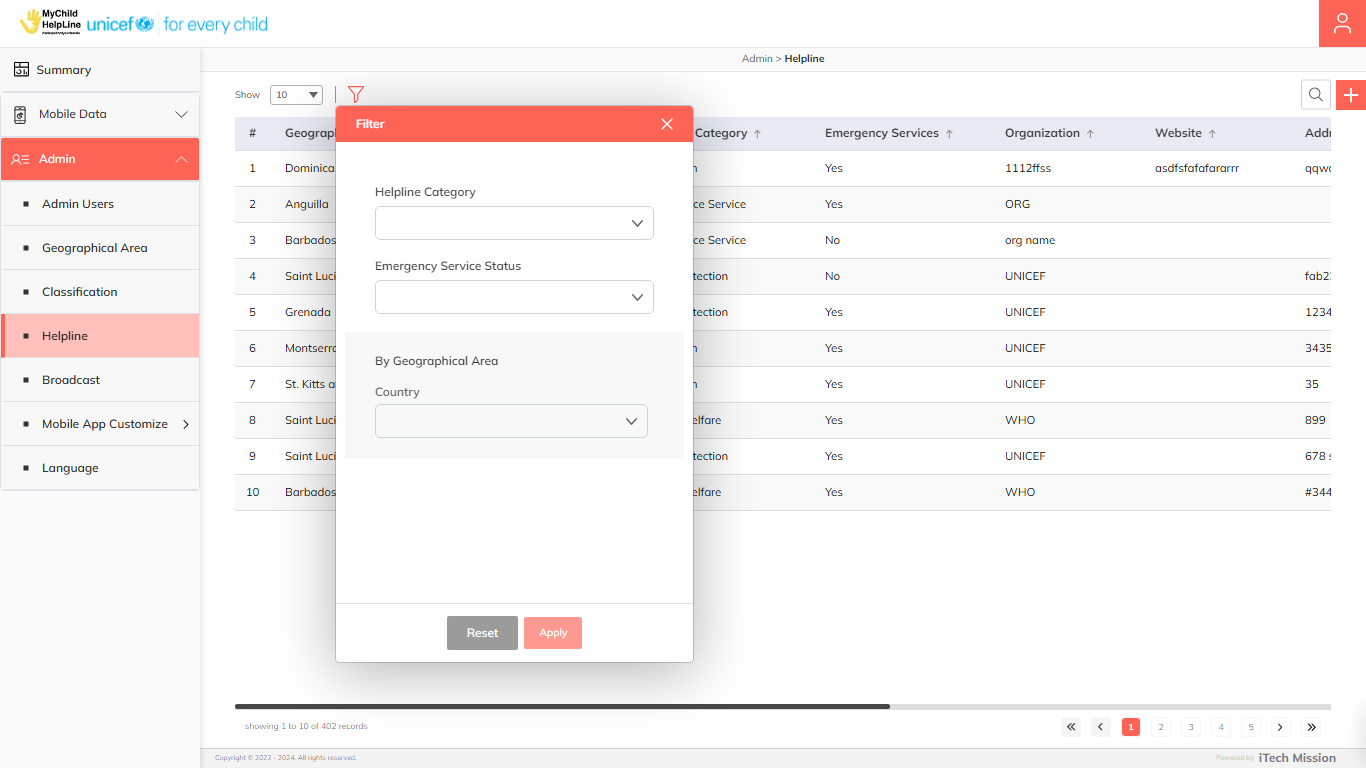 MyChild
HelpLine
unicef for every child
Summary
Mobile Data
Admin
Admin Users
Geographical Area
Classification
Helpline
Broadcast
Mobile App Customize
Language
Admin > Helpline
Show 10
Filter
Helpline Category
Emergency Service Status
By Geographical Area
Country
Reset Apply
# Geograp Category Emergency Services Organization Website Addr
1 Dominica n Yes 1112ffss asdfsfafafararrr qqwc
2 Anguilla ce Service Yes ORG
3 Barbados ce Service No org name
4 Saint Luci tection No UNICEF fab2
5 Grenada tection Yes UNICEF 1234
6 Montserr n Yes UNICEF 3435
7 St. Kitts a n Yes UNICEF 35
8 Saint Luci elfare Yes WHO 899
9 Saint Luci tection Yes UNICEF 678 s
10 Barbados elfare Yes WHO #344
showing 1 to 10 of 402 records
1 2 3 4 5
Copyright © 2022 - 2024. All rights reserved.
Powered by iTech Mission